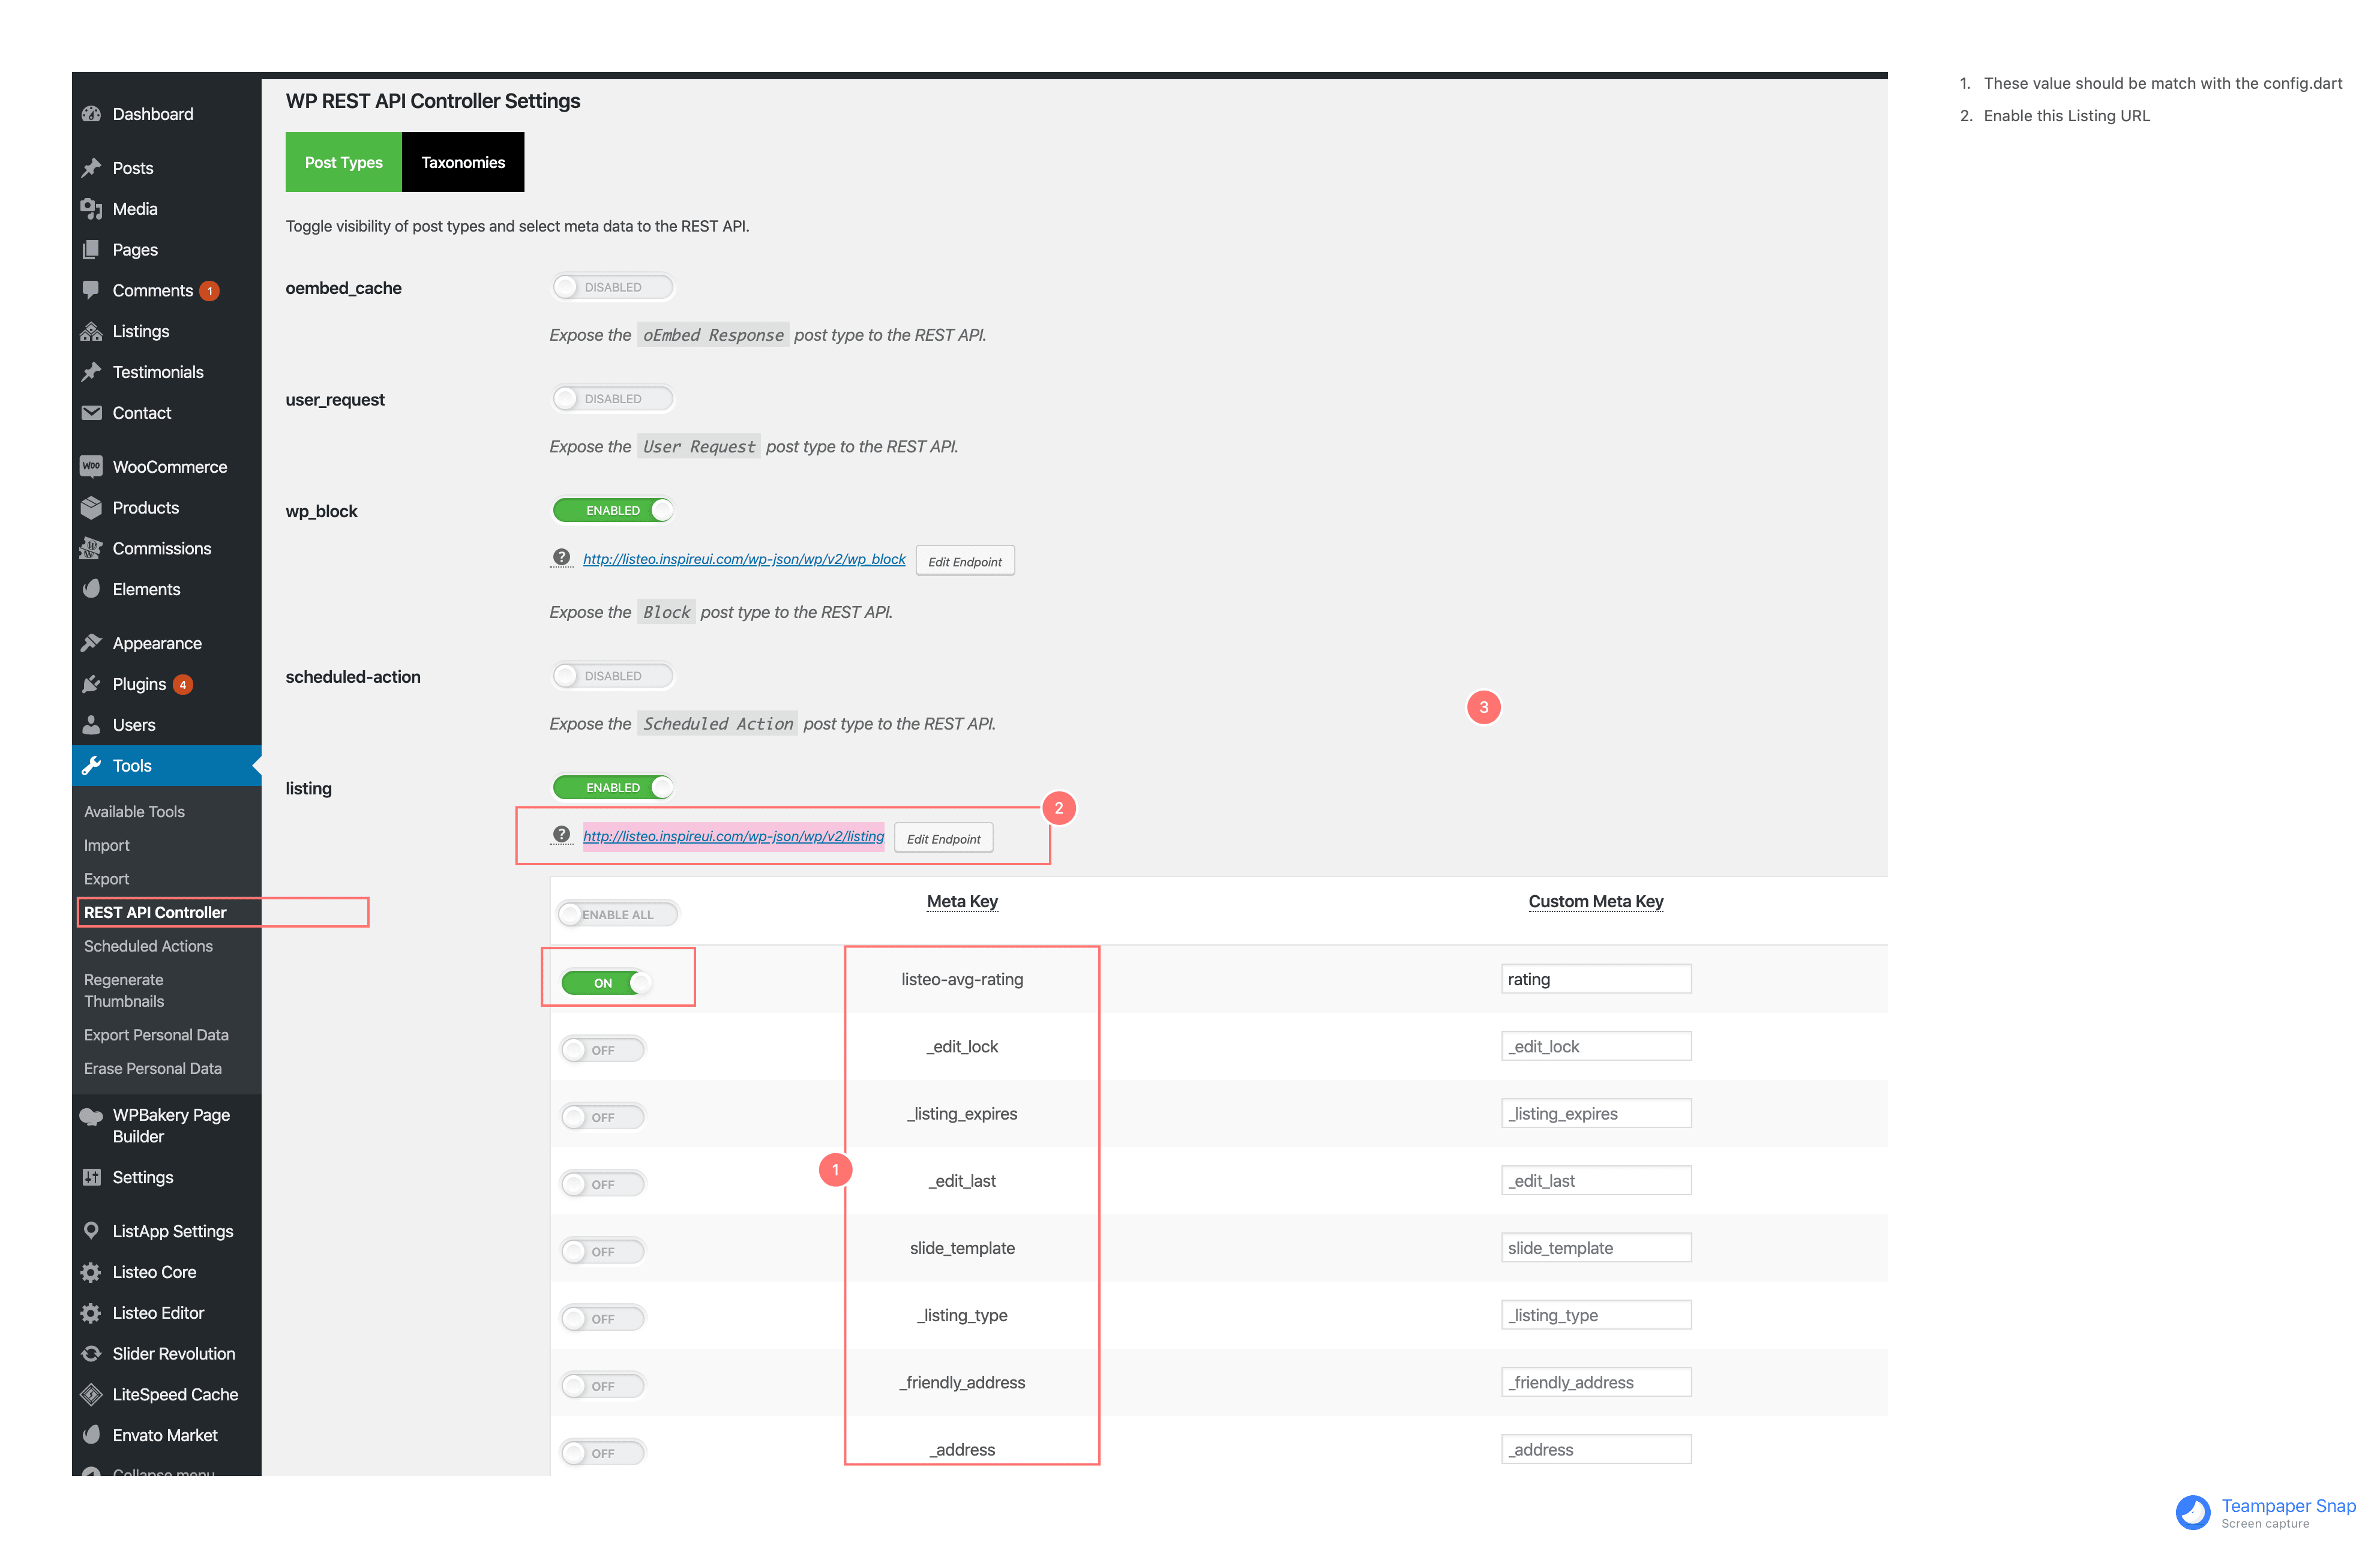 Dashboard
Posts
Media
Pages
Comments 1
Listings
Testimonials
Contact
WooCommerce
Products
Commissions
Elements
Appearance
Plugins 4
Users
Tools
Available Tools
Import
Export
REST API Controller
Scheduled Actions
Regenerate
Thumbnails
Export Personal Data
Erase Personal Data
WPBakery Page
Builder
Settings
ListApp Settings
Listeo Core
Listeo Editor
Slider Revolution
LiteSpeed Cache
Envato Market
Collapse menu
WP REST API Controller Settings
Post Types Taxonomies
Toggle visibility of post types and select meta data to the REST API.
oembed_cache DISABLED
Expose the oEmbed Response post type to the REST API.
user_request DISABLED
Expose the User Request post type to the REST API.
wp_block ENABLED
? http://listeo.inspireui.com/wp-json/wp/v2/wp_block Edit Endpoint
Expose the Block post type to the REST API.
scheduled-action DISABLED
Expose the Scheduled Action post type to the REST API.
3
listing ENABLED
2
? http://listeo.inspireui.com/wp-json/wp/v2/listing Edit Endpoint
ENABLE ALL Meta Key Custom Meta Key
ON listeo-avg-rating rating
OFF _edit_lock _edit_lock
OFF _listing_expires _listing_expires
1
OFF _edit_last _edit_last
OFF slide_template slide_template
OFF _listing_type _listing_type
OFF _friendly_address _friendly_address
OFF _address _address
1. These value should be match with the config.dart
2. Enable this Listing URL
Teampaper Snap
Screen capture